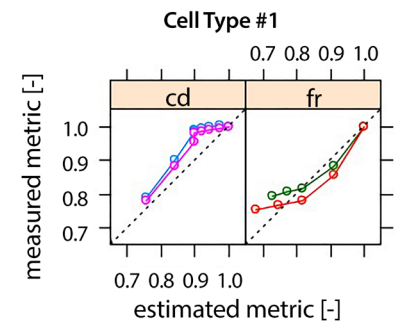 Cell Type #1
0.7 0.8 0.9 1.0
cd fr
measured metric [-]
1.0
0.9
0.8
0.7
0.7 0.8 0.9 1.0
estimated metric [-]